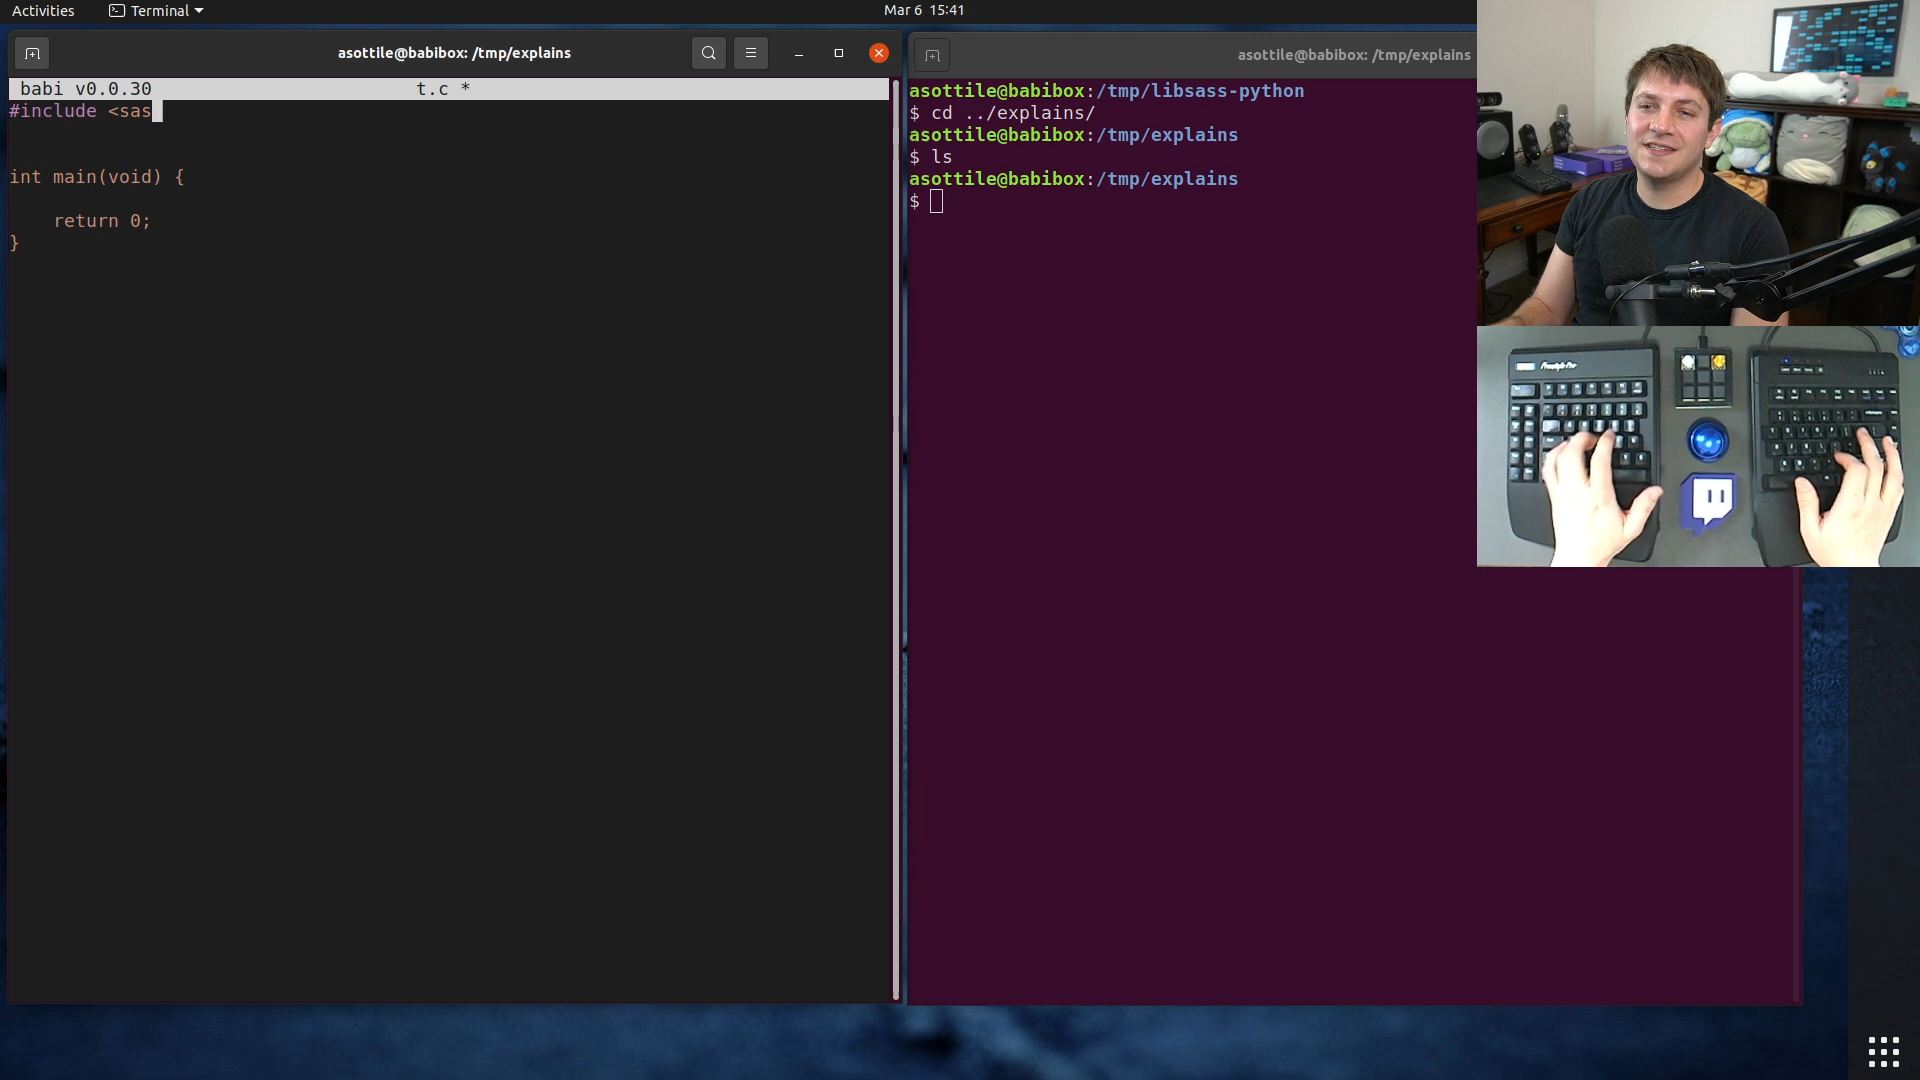 Activities
Terminal
Mar 6 15:41
asottile@babibox: /tmp/explains
babi v0.0.30 t.c *
#include <sas
int main(void) {
return 0;
}
asottile@babibox: /tmp/explains
asottile@babibox:/tmp/libsass-python
$ cd ../explains/
asottile@babibox:/tmp/explains
$ ls
asottile@babibox:/tmp/explains
$
Freestyle Pro